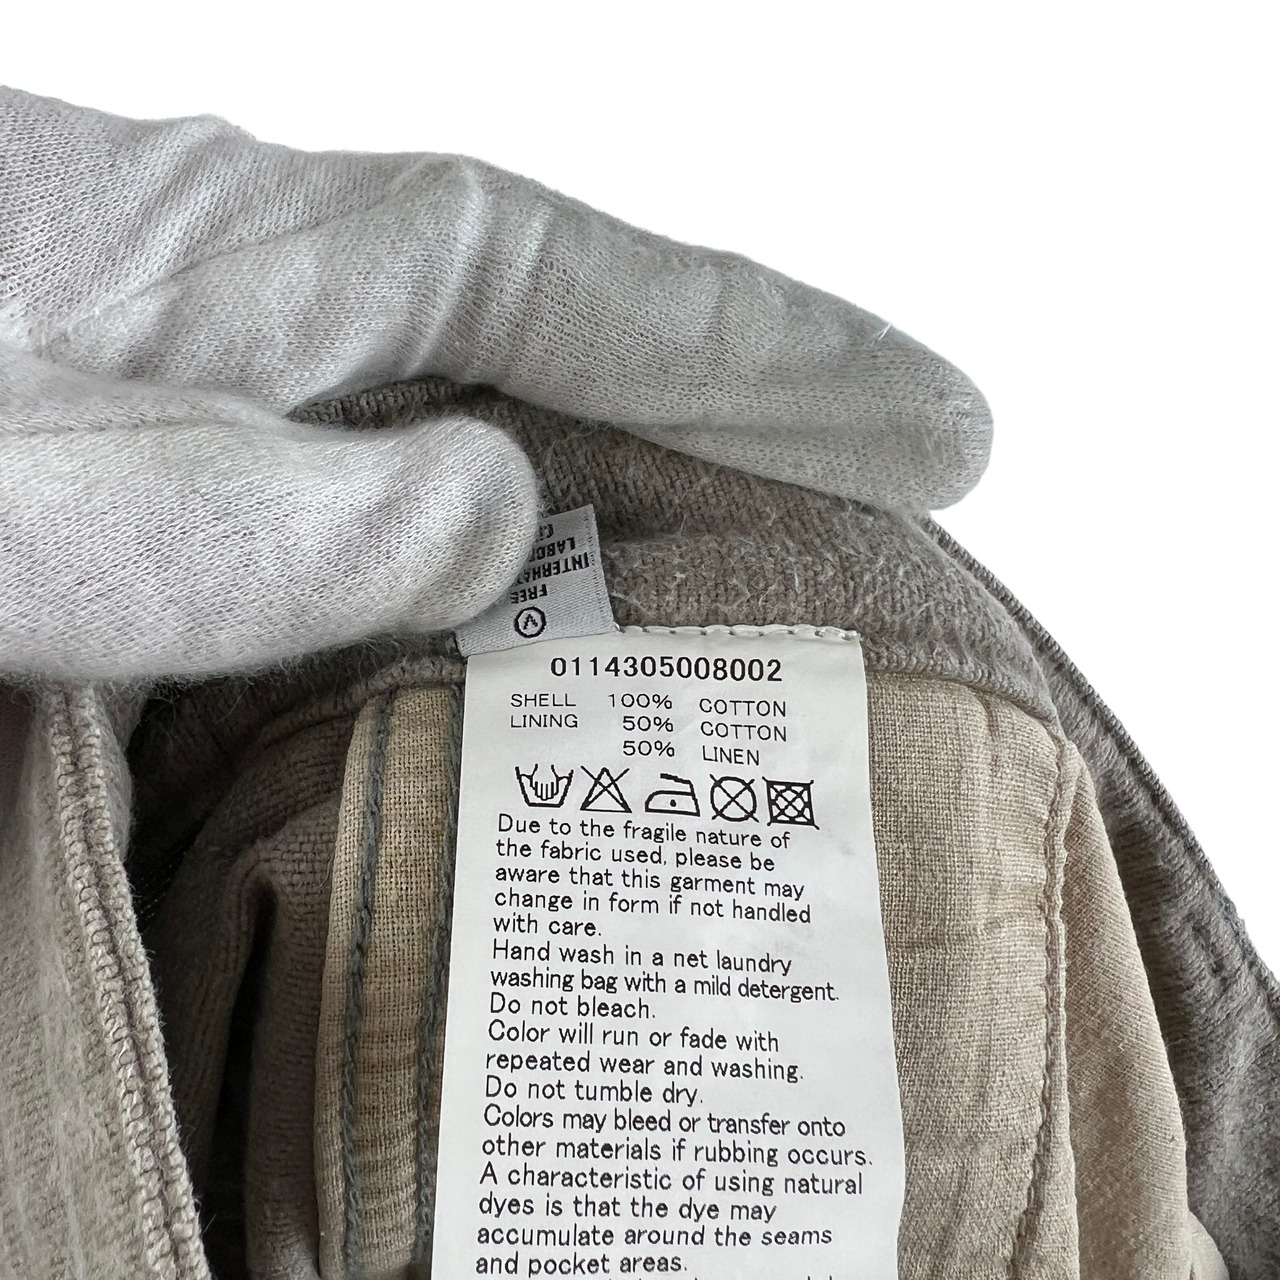 INTERNA
LABO
FREE
V
0114305008002
SHELL 100% COTTON
LINING 50% COTTON
50% LINEN
Due to the fragile nature of
the fabric used, please be
aware that this garment may
change in form if not handled
with care.
Hand wash in a net laundry
washing bag with a mild detergent.
Do not bleach.
Color will run or fade with
repeated wear and washing.
Do not tumble dry.
Colors may bleed or transfer onto
other materials if rubbing occurs.
A characteristic of using natural
dyes is that the dye may
accumulate around the seams
and pocket areas.